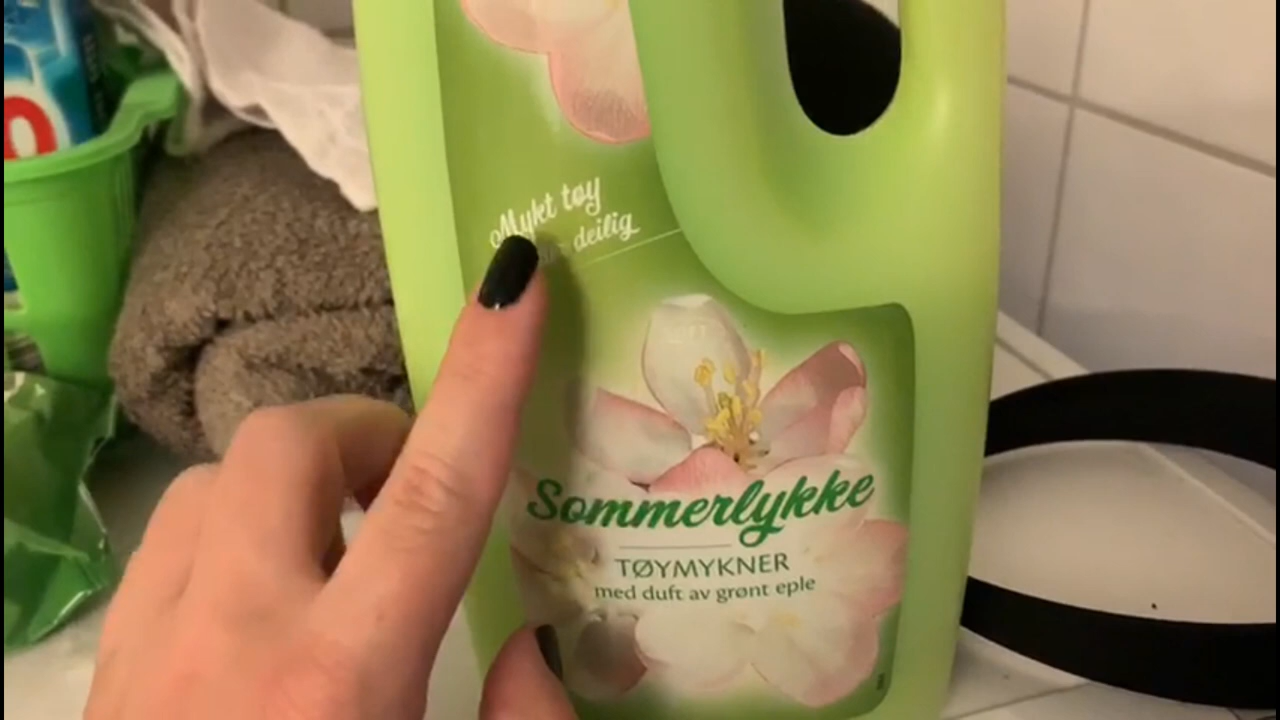 Mykt tøy
deilig
Sommerlykke
TØYMYKNER
med duft av grønt eple